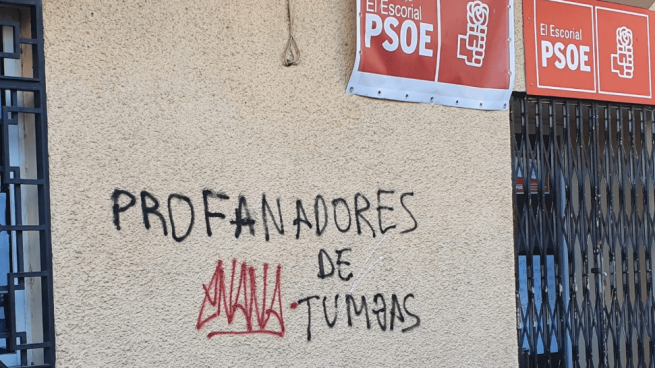 El Escorial
PSOE
El Escorial
PSOE
PROFANADORES
DE
TUMBAS